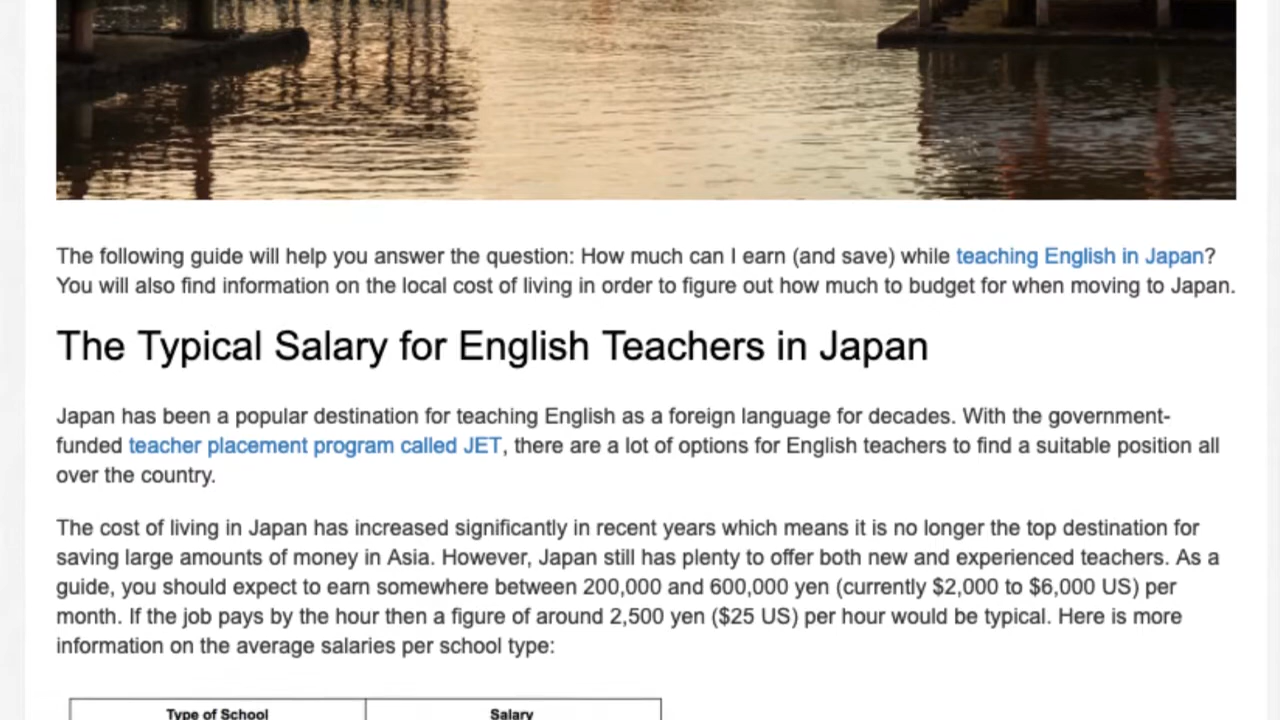 The following guide will help you answer the question: How much can I earn (and save) while teaching English in Japan?
You will also find information on the local cost of living in order to figure out how much to budget for when moving to Japan.
The Typical Salary for English Teachers in Japan
Japan has been a popular destination for teaching English as a foreign language for decades. With the government-
funded teacher placement program called JET, there are a lot of options for English teachers to find a suitable position all
over the country.
The cost of living in Japan has increased significantly in recent years which means it is no longer the top destination for
saving large amounts of money in Asia. However, Japan still has plenty to offer both new and experienced teachers. As a
guide, you should expect to earn somewhere between 200,000 and 600,000 yen (currently $2,000 to $6,000 US) per
month. If the job pays by the hour then a figure of around 2,500 yen ($25 US) per hour would be typical. Here is more
information on the average salaries per school type:
Type of School Salary